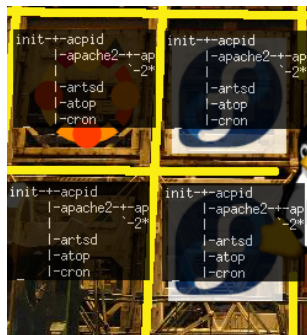 init-+-acpid
|-apache2-+-ap
|         `-2*
|-artsd
|-atop
|-cron
init-+-acpid
|-apache2-+-ap
|         `-2*
|-artsd
|-atop
|-cron
init-+-acpid
|-apache2-+-ap
|         `-2*
|-artsd
|-atop
|-cron
init-+-acpid
|-apache2-+-ap
|         `-2*
|-artsd
|-atop
|-cron